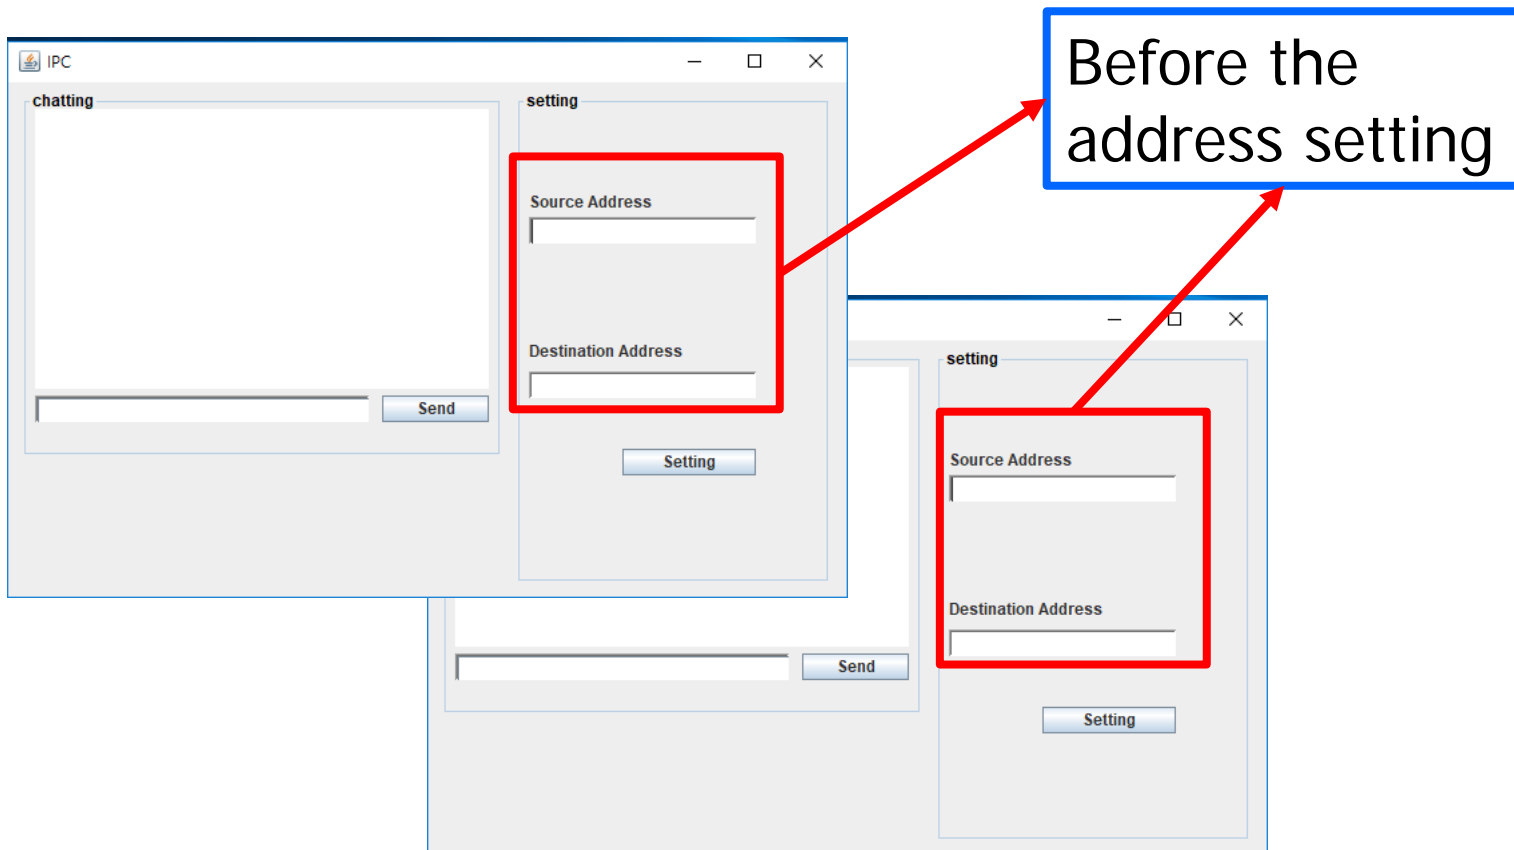 Before the
address setting
IPC
chatting
setting
Source Address
Destination Address
Send
Setting
setting
Source Address
Destination Address
Send
Setting